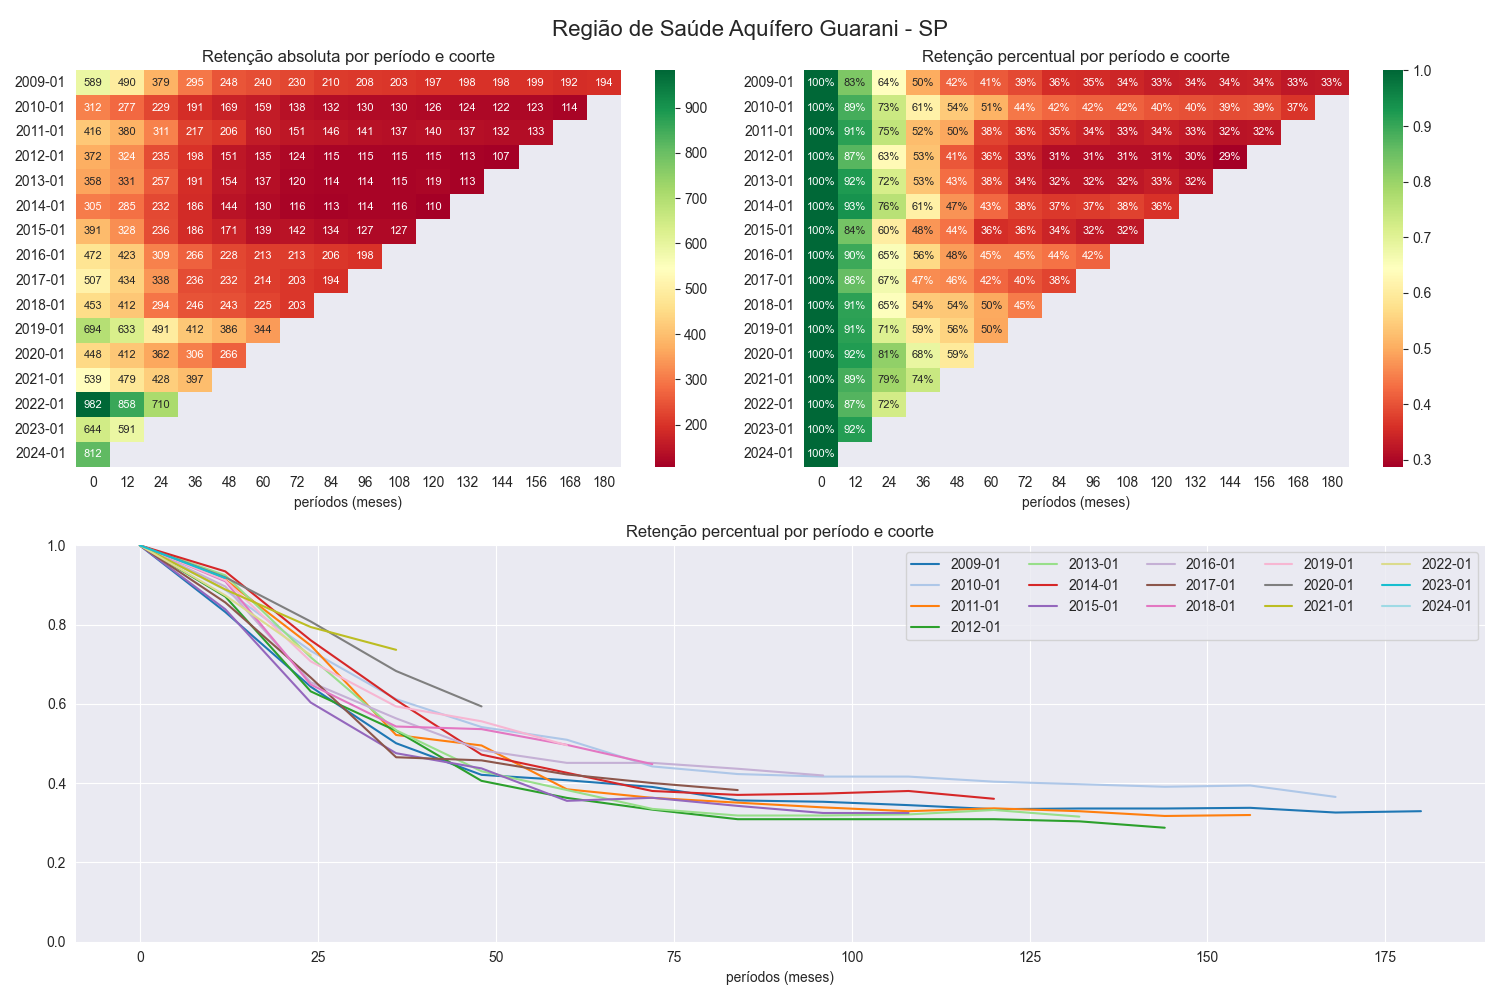 Região de Saúde Aquífero Guarani - SP
Retenção absoluta por período e coorte
2009-01 589 490 379 295 248 240 230 210 208 203 197 198 198 199 192 194
2010-01 312 277 229 191 169 159 138 132 130 130 126 124 122 123 114
2011-01 416 380 311 217 206 160 151 146 141 137 140 137 132 133
2012-01 372 324 235 198 151 135 124 115 115 115 115 113 107
2013-01 358 331 257 191 154 137 120 114 114 115 119 113
2014-01 305 285 232 186 144 130 116 113 114 116 110
2015-01 391 328 236 186 171 139 142 134 127 127
2016-01 472 423 309 266 228 213 213 206 198
2017-01 507 434 338 236 232 214 203 194
2018-01 453 412 294 246 243 225 203
2019-01 694 633 491 412 386 344
2020-01 448 412 362 306 266
2021-01 539 479 428 397
2022-01 982 858 710
2023-01 644 591
2024-01 812
0 12 24 36 48 60 72 84 96 108 120 132 144 156 168 180
períodos (meses)
900
800
700
600
500
400
300
200
Retenção percentual por período e coorte
2009-01 100% 83% 64% 50% 42% 41% 39% 36% 35% 34% 33% 34% 34% 34% 33% 33%
2010-01 100% 89% 73% 61% 54% 51% 44% 42% 42% 42% 40% 40% 39% 39% 37%
2011-01 100% 91% 75% 52% 50% 38% 36% 35% 34% 33% 34% 33% 32% 32%
2012-01 100% 87% 63% 53% 41% 36% 33% 31% 31% 31% 31% 30% 29%
2013-01 100% 92% 72% 53% 43% 38% 34% 32% 32% 32% 33% 32%
2014-01 100% 93% 76% 61% 47% 43% 38% 37% 37% 38% 36%
2015-01 100% 84% 60% 48% 44% 36% 36% 34% 32% 32%
2016-01 100% 90% 65% 56% 48% 45% 45% 44% 42%
2017-01 100% 86% 67% 47% 46% 42% 40% 38%
2018-01 100% 91% 65% 54% 54% 50% 45%
2019-01 100% 91% 71% 59% 56% 50%
2020-01 100% 92% 81% 68% 59%
2021-01 100% 89% 79% 74%
2022-01 100% 87% 72%
2023-01 100% 92%
2024-01 100%
0 12 24 36 48 60 72 84 96 108 120 132 144 156 168 180
períodos (meses)
1.0
0.9
0.8
0.7
0.6
0.5
0.4
0.3
Retenção percentual por período e coorte
1.0
0.8
0.6
0.4
0.2
0.0
2009-01 2013-01 2016-01 2019-01 2022-01
2010-01 2014-01 2017-01 2020-01 2023-01
2011-01 2015-01 2018-01 2021-01 2024-01
2012-01
0 25 50 75 100 125 150 175
períodos (meses)